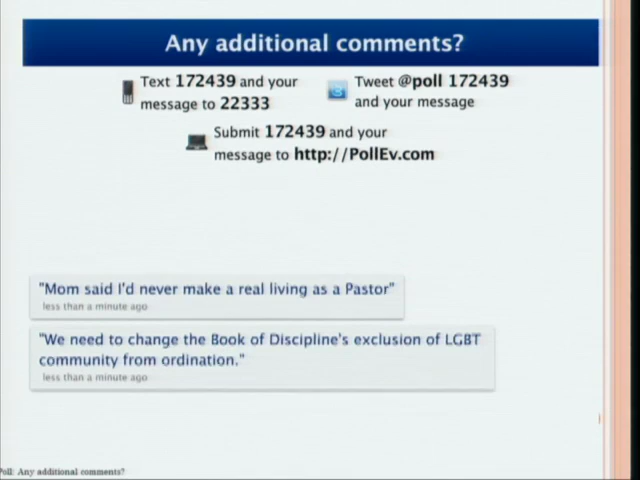 Any additional comments?
Text 172439 and your
message to 22333
Tweet @poll 172439
and your message
Submit 172439 and your
message to http://PollEv.com
"Mom said I'd never make a real living as a Pastor"
less than a minute ago
"We need to change the Book of Discipline's exclusion of LGBT
community from ordination."
less than a minute ago
Poll: Any additional comments?